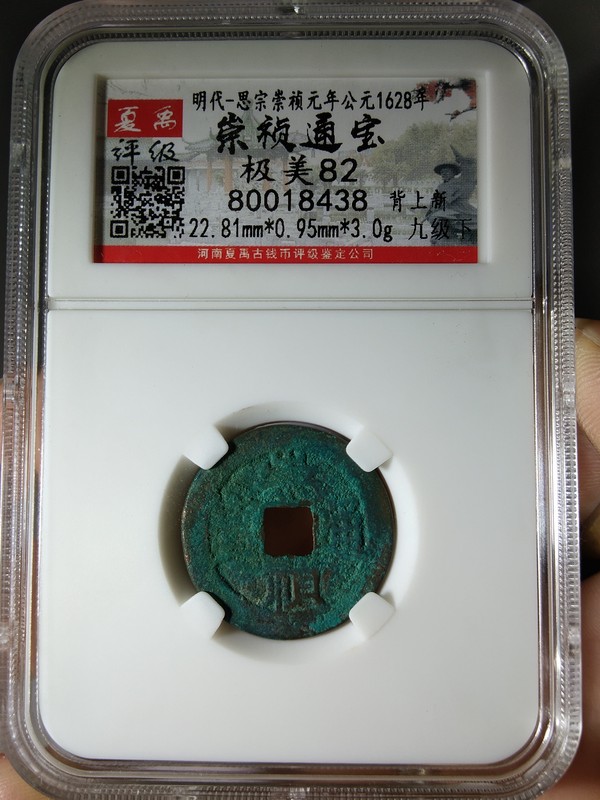 明代-思宗崇祯元年公元1628年
夏禹
评级
崇祯通宝
极美82
80018438 背上新
22.81mm*0.95mm*3.0g 九级下
河南夏禹古钱币评级鉴定公司